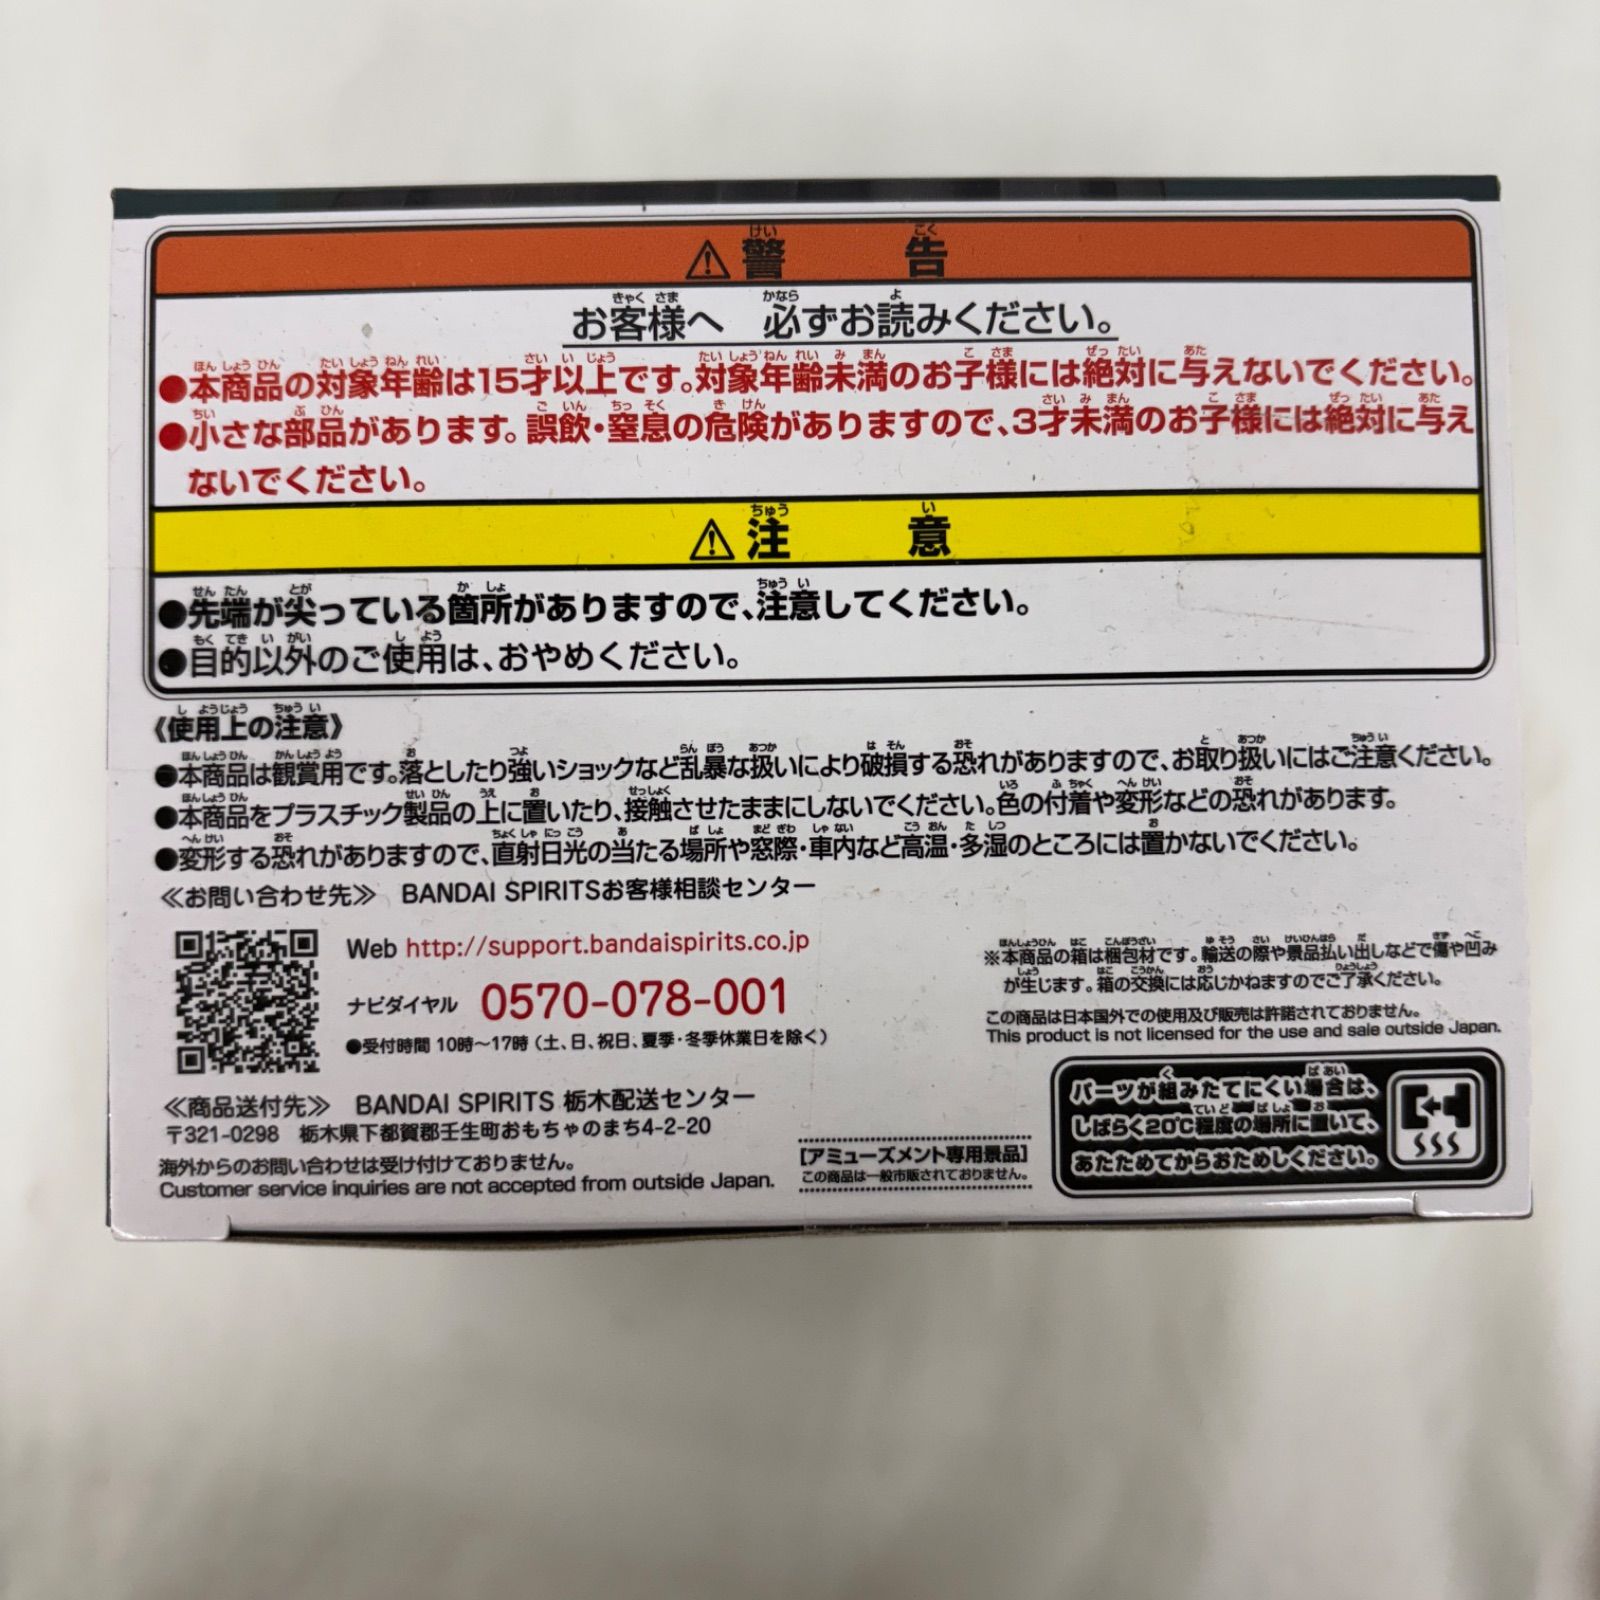 ⚠警告
お客様へ 必ずお読みください。
●本商品の対象年齢は15才以上です。対象年齢未満のお子様には絶対に与えないでください。
●小さな部品があります。誤飲・窒息の危険がありますので、3才未満のお子様には絶対に与え
ないでください。
⚠注意
●先端が尖っている箇所がありますので、注意してください。
●目的以外のご使用は、おやめください。
《使用上の注意》
●本商品は観賞用です。落としたり強いショックなど乱暴な扱いにより破損する恐れがありますので、お取り扱いにはご注意ください。
●本商品をプラスチック製品の上に置いたり、接触させたままにしないでください。色の付着や変形などの恐れがあります。
●変形する恐れがありますので、直射日光の当たる場所や窓際・車内など高温・多湿のところには置かないでください。
≪お問い合わせ先≫ BANDAI SPIRITSお客様相談センター
Web http://support.bandaispirits.co.jp
ナビダイヤル 0570-078-001
●受付時間 10時～17時(土、日、祝日、夏季・冬季休業日を除く)
※本商品の箱は梱包材です。輸送の際や景品払い出しなどで傷や凹み
が生じます。箱の交換には応じかねますのでご了承ください。
この商品は日本国外での使用及び販売は許諾されておりません。
This product is not licensed for the use and sale outside Japan.
≪商品送付先≫ BANDAI SPIRITS 栃木配送センター
〒321-0298 栃木県下都賀郡壬生町おもちゃのまち4-2-20
海外からのお問い合わせは受け付けておりません。
Customer service inquiries are not accepted from outside Japan.
[アミューズメント専用景品]
この商品は一般市販されておりません。
パーツが組みたてにくい場合は、
しばらく20℃程度の場所に置いて、
あたためてからおためしください。